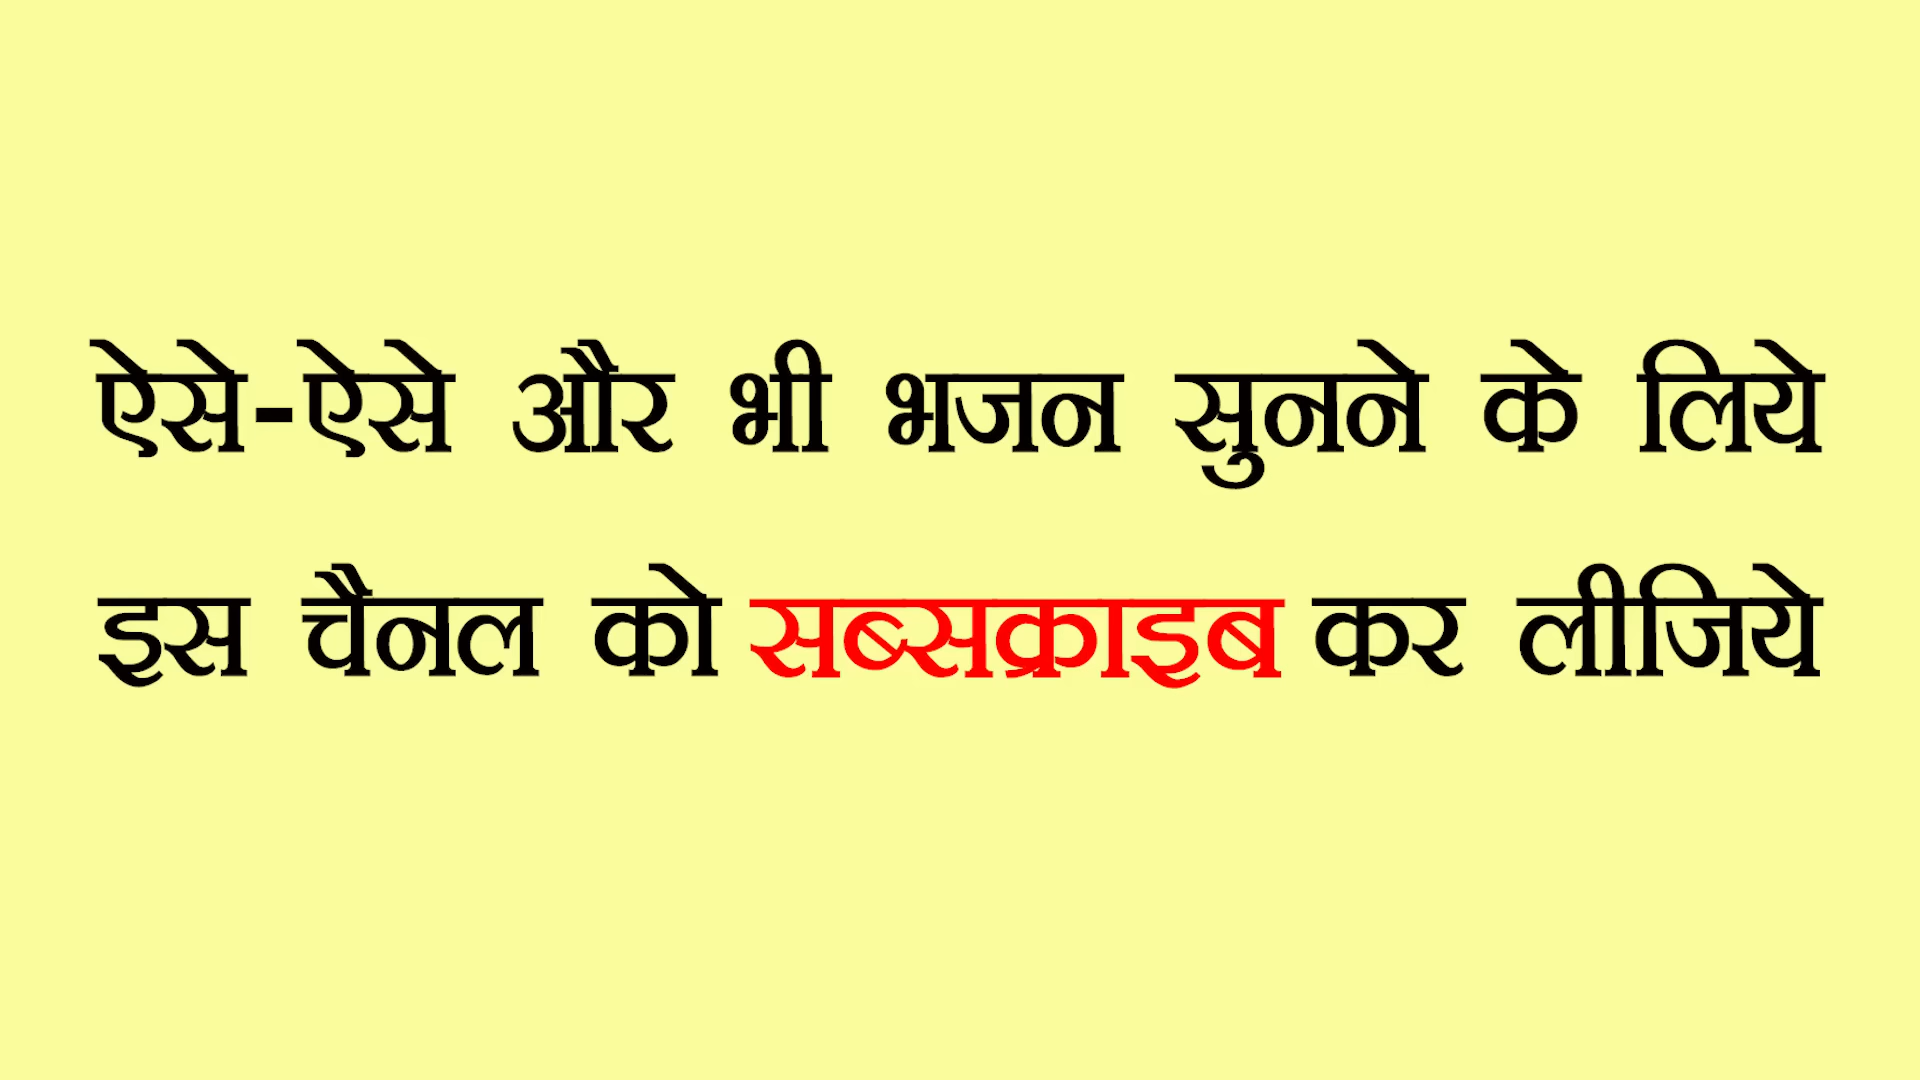 ऐसे-ऐसे और भी भजन सुनने के लिये
इस चैनल को सब्सक्राइब कर लीजिये